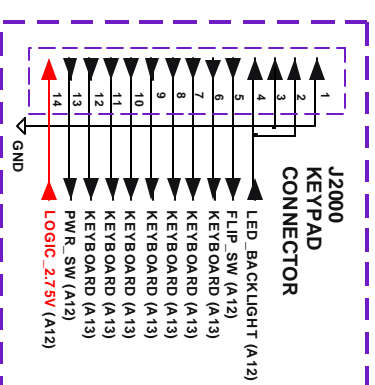 J2000
KEYPAD
CONNECTOR
1
2
3
4
5
6
7
8
9
10
11
12
13
14
LED_BACKLIGHT (A12)
FLIP_SW (A12)
KEYBOARD (A13)
KEYBOARD (A13)
KEYBOARD (A13)
KEYBOARD (A13)
KEYBOARD (A13)
KEYBOARD (A13)
KEYBOARD (A13)
PWR_SW (A12)
LOGIC_2.75V (A12)
GND